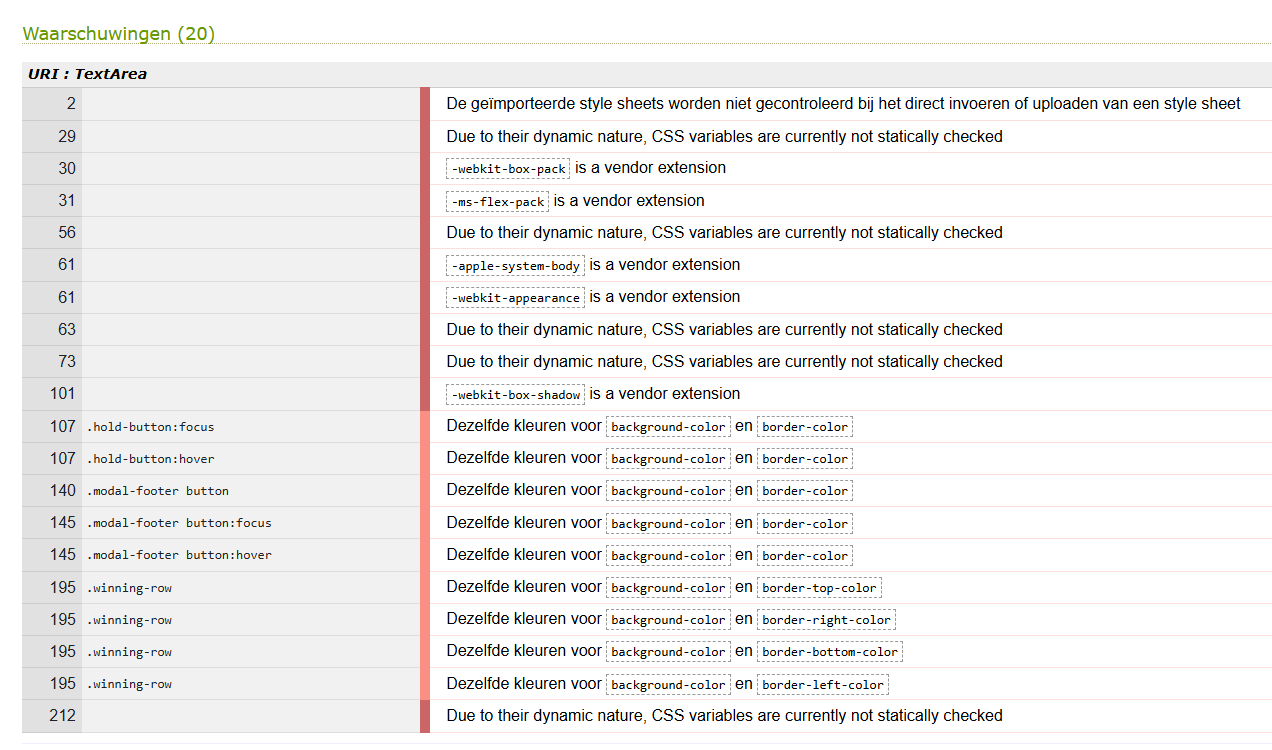 Waarschuwingen (20)
URI : TextArea
2 De geïmporteerde style sheets worden niet gecontroleerd bij het direct invoeren of uploaden van een style sheet
29 Due to their dynamic nature, CSS variables are currently not statically checked
30 -webkit-box-pack is a vendor extension
31 -ms-flex-pack is a vendor extension
56 Due to their dynamic nature, CSS variables are currently not statically checked
61 -apple-system-body is a vendor extension
61 -webkit-appearance is a vendor extension
63 Due to their dynamic nature, CSS variables are currently not statically checked
73 Due to their dynamic nature, CSS variables are currently not statically checked
101 -webkit-box-shadow is a vendor extension
107 .hold-button:focus Dezelfde kleuren voor background-color en border-color
107 .hold-button:hover Dezelfde kleuren voor background-color en border-color
140 .modal-footer button Dezelfde kleuren voor background-color en border-color
145 .modal-footer button:focus Dezelfde kleuren voor background-color en border-color
145 .modal-footer button:hover Dezelfde kleuren voor background-color en border-color
195 .winning-row Dezelfde kleuren voor background-color en border-top-color
195 .winning-row Dezelfde kleuren voor background-color en border-right-color
195 .winning-row Dezelfde kleuren voor background-color en border-bottom-color
195 .winning-row Dezelfde kleuren voor background-color en border-left-color
212 Due to their dynamic nature, CSS variables are currently not statically checked